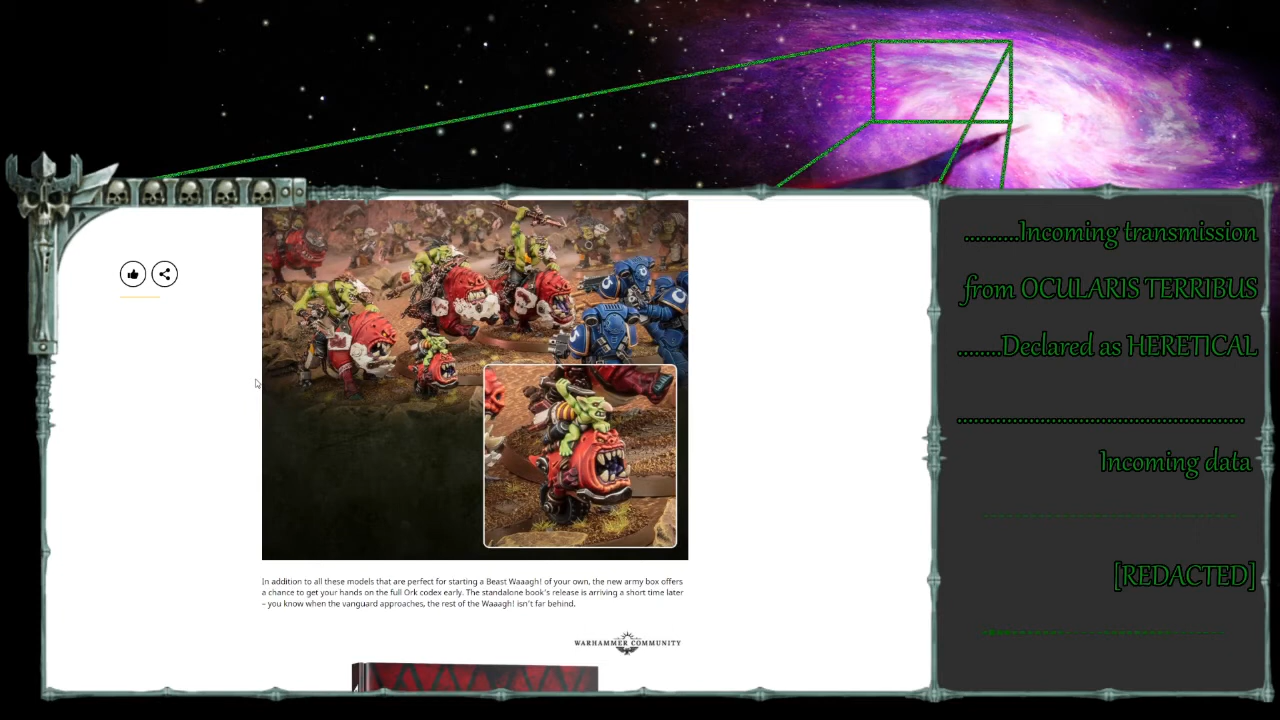 ..........Incoming transmission
from OCULARIS TERRIBUS
........Declared as HERETICAL
Incoming data
[REDACTED]
In addition to all these models that are perfect for starting a Beast Waaagh! of your own, the new army box offers
a chance to get your hands on the full Ork codex early. The standalone book's release is arriving a short time later
– you know when the vanguard approaches, the rest of the Waaagh! isn't far behind.
WARHAMMER COMMUNITY